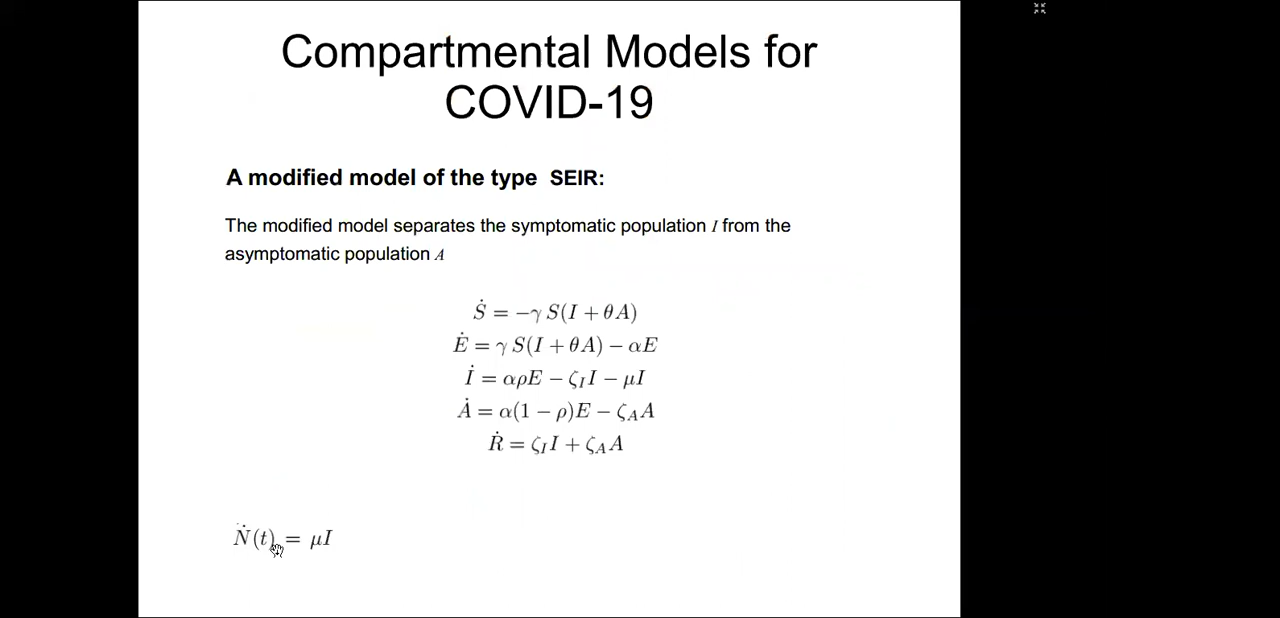 Compartmental Models for
COVID-19
A modified model of the type SEIR:
The modified model separates the symptomatic population I from the
asymptomatic population A
Ṡ = −γ S(I + θA)
Ė = γ S(I + θA) − αE
İ = αρE − ζ_I I − μI
Ȧ = α(1 − ρ)E − ζ_A A
Ṙ = ζ_I I + ζ_A A
Ṅ(t) = μI